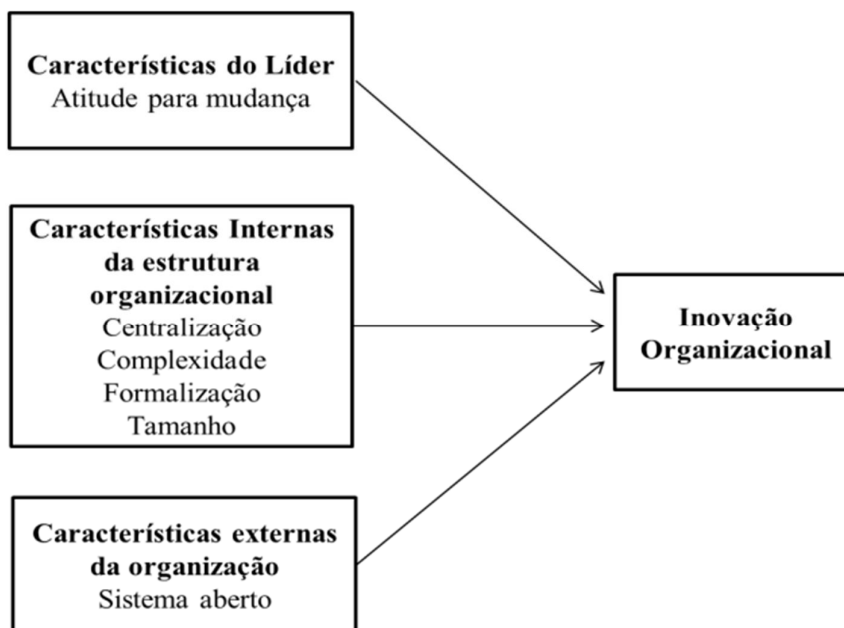 Características do Líder
Atitude para mudança
Características Internas
da estrutura
organizacional
Centralização
Complexidade
Formalização
Tamanho
Características externas
da organização
Sistema aberto
Inovação
Organizacional